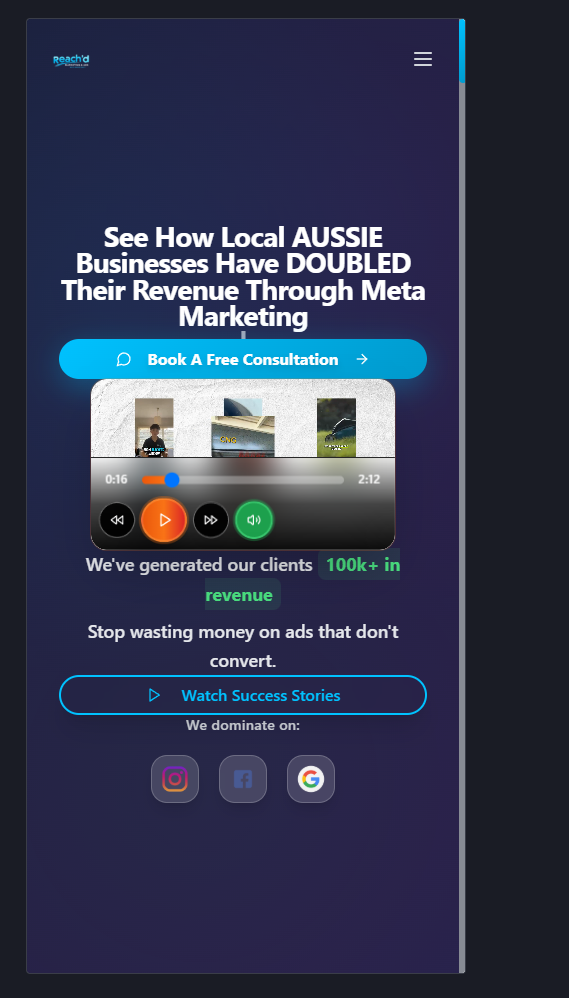 Reach'd
See How Local AUSSIE
Businesses Have DOUBLED
Their Revenue Through Meta
Marketing
Book A Free Consultation
0:16
2:12
We've generated our clients 100k+ in
revenue
Stop wasting money on ads that don't
convert.
Watch Success Stories
We dominate on: